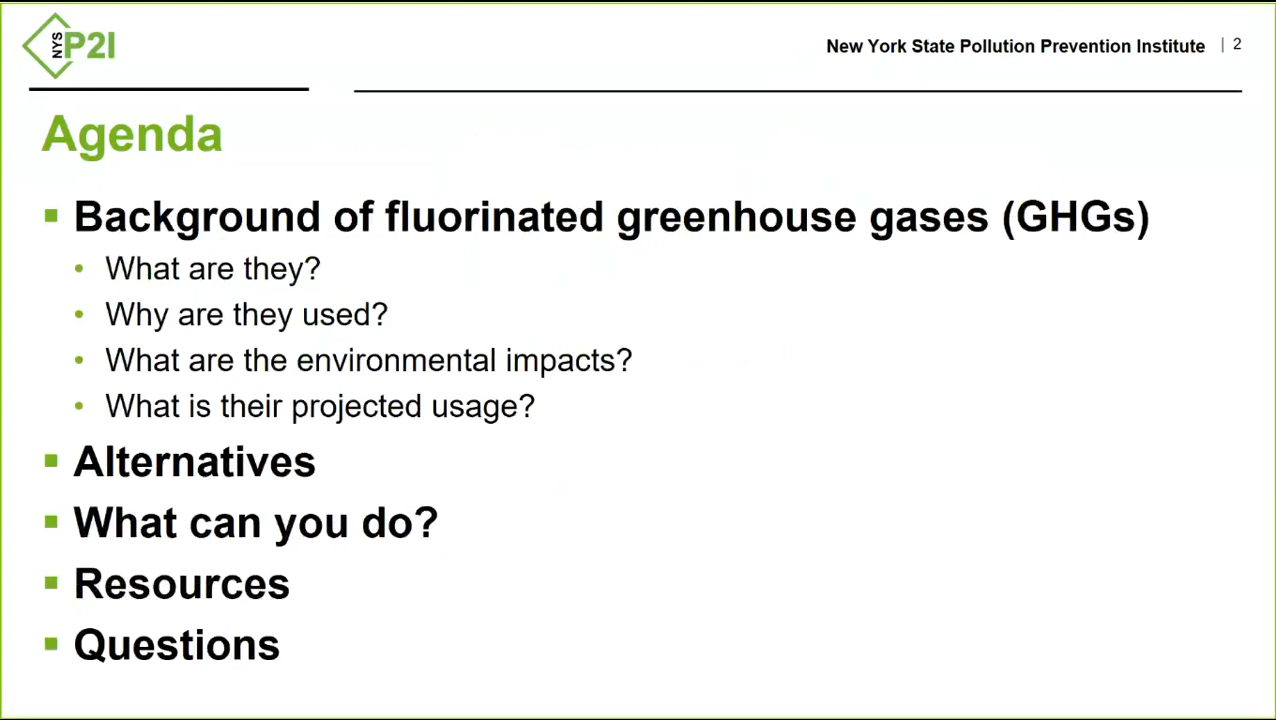 NYS P2I
New York State Pollution Prevention Institute | 2
Agenda
Background of fluorinated greenhouse gases (GHGs)
What are they?
Why are they used?
What are the environmental impacts?
What is their projected usage?
Alternatives
What can you do?
Resources
Questions